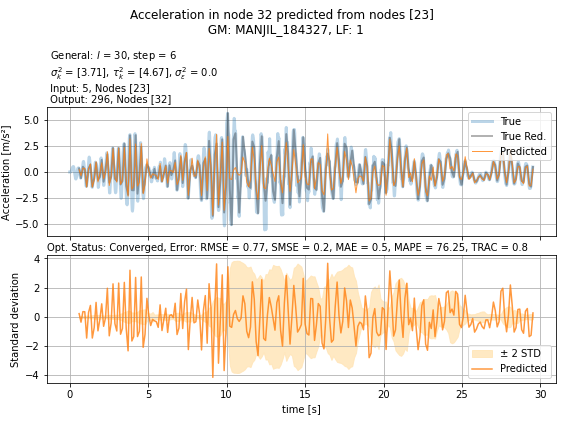 Acceleration in node 32 predicted from nodes [23]
GM: MANJIL_184327, LF: 1
General: l = 30, step = 6
σ²ₖ = [3.71], τ²ₖ = [4.67], σ²ε = 0.0
Input: 5, Nodes [23]
Output: 296, Nodes [32]
Acceleration [m/s²]
5.0
2.5
0.0
−2.5
−5.0
True
True Red.
Predicted
Opt. Status: Converged, Error: RMSE = 0.77, SMSE = 0.2, MAE = 0.5, MAPE = 76.25, TRAC = 0.8
Standard deviation
4
2
0
−2
−4
± 2 STD
Predicted
0 5 10 15 20 25 30
time [s]